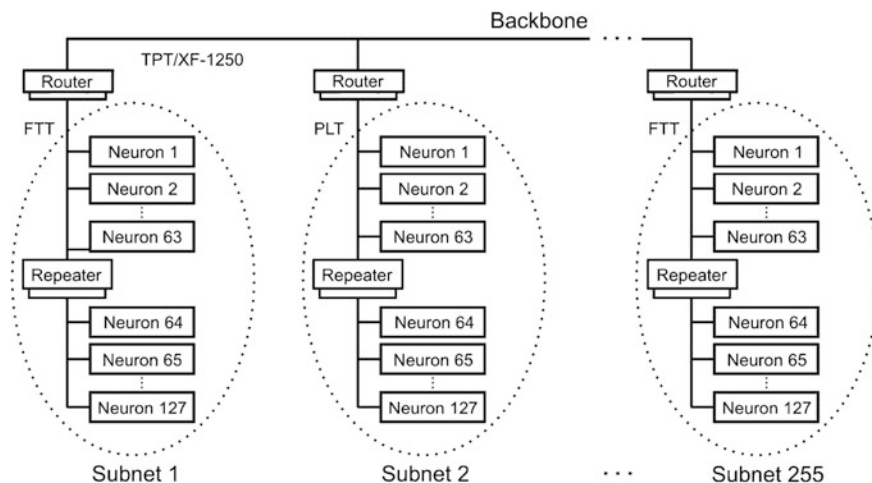 Backbone
TPT/XF-1250
Router
Router
Router
FTT
PLT
FTT
Neuron 1
Neuron 1
Neuron 1
Neuron 2
Neuron 2
Neuron 2
Neuron 63
Neuron 63
Neuron 63
Repeater
Repeater
Repeater
Neuron 64
Neuron 64
Neuron 64
Neuron 65
Neuron 65
Neuron 65
Neuron 127
Neuron 127
Neuron 127
Subnet 1
Subnet 2
Subnet 255